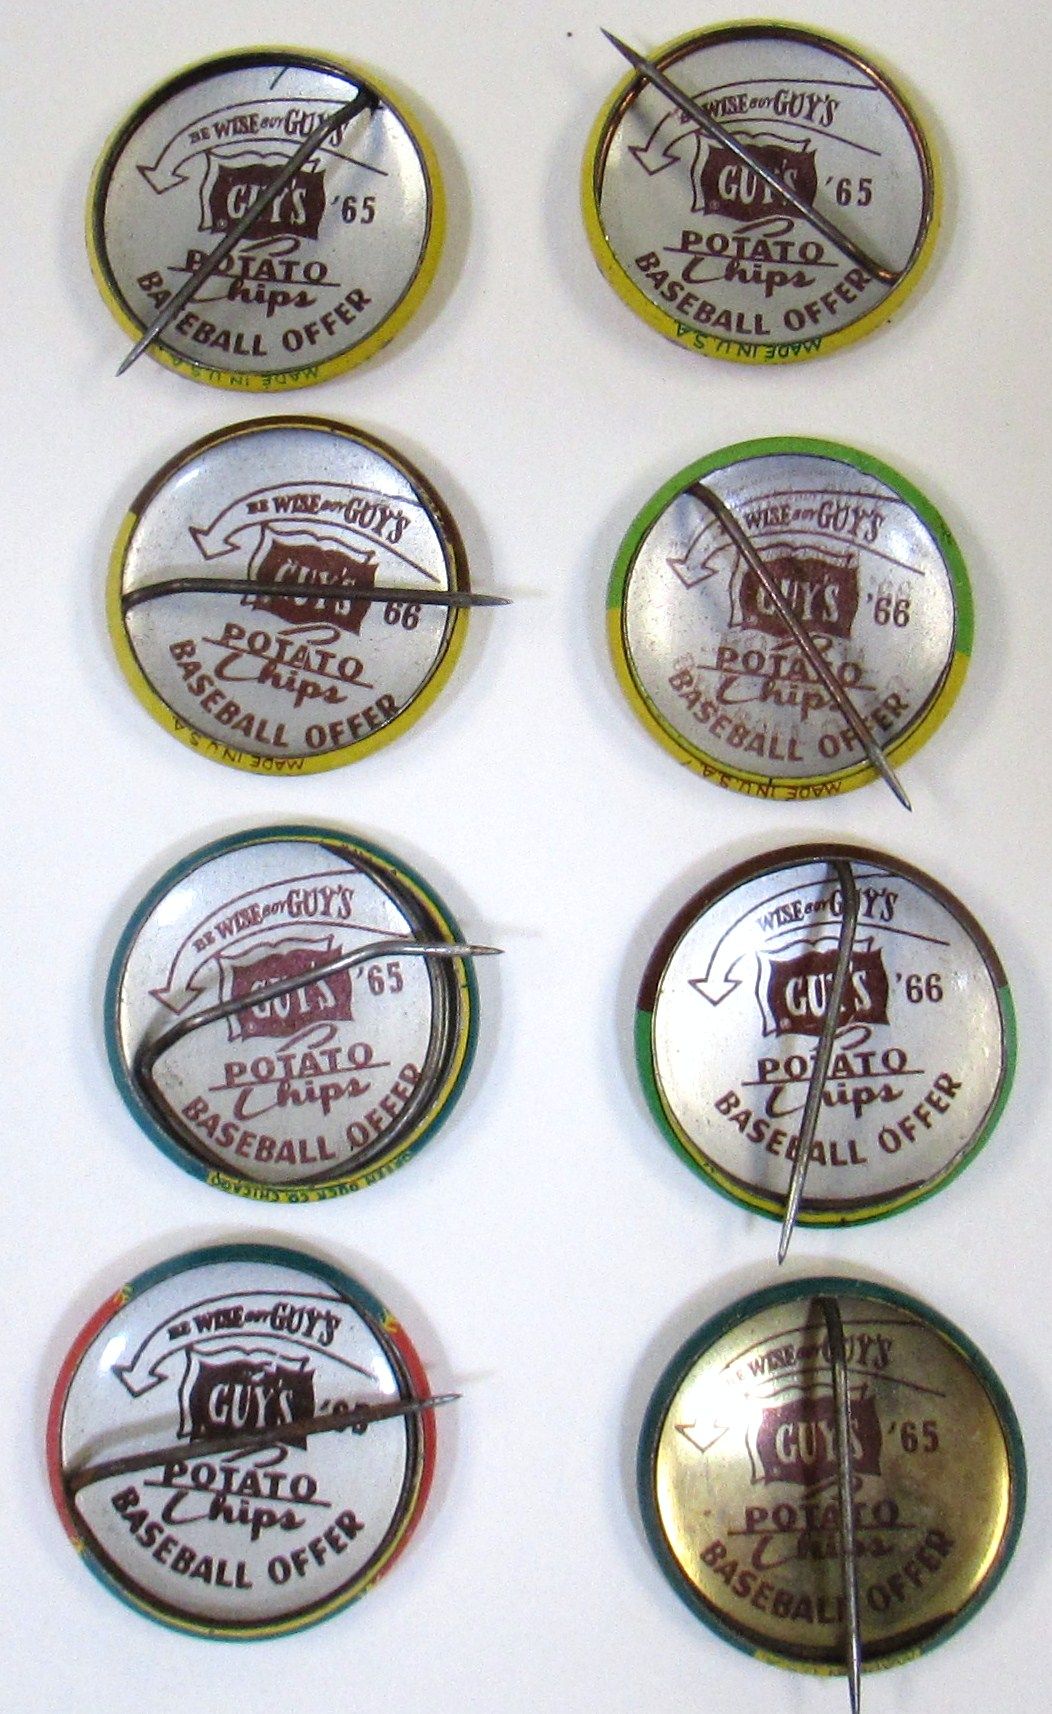 BE WISE BUY GUY'S
GUY'S '65
POTATO
Chips
BASEBALL OFFER
MADE IN U.S.A.
BE WISE BUY GUY'S
GUY'S '65
POTATO
Chips
BASEBALL OFFER
MADE IN U.S.A.
BE WISE BUY GUY'S
GUY'S 66
POTATO
Chips
BASEBALL OFFER
MADE IN U.S.A.
WISE BUY GUY'S
GUY'S '66
POTATO
Chips
BASEBALL OFFER
MADE IN U.S.A.
BE WISE BUY GUY'S
GUY'S '65
POTATO
Chips
BASEBALL OFFER
GREEN DUCK CO. CHICAGO
WISE BUY GUY'S
GUY'S '66
POTATO
Chips
BASEBALL OFFER
BE WISE BUY GUY'S
GUY'S
POTATO
Chips
BASEBALL OFFER
WISE BUY GUY'S
GUY'S '65
POTATO
Chips
BASEBALL OFFER